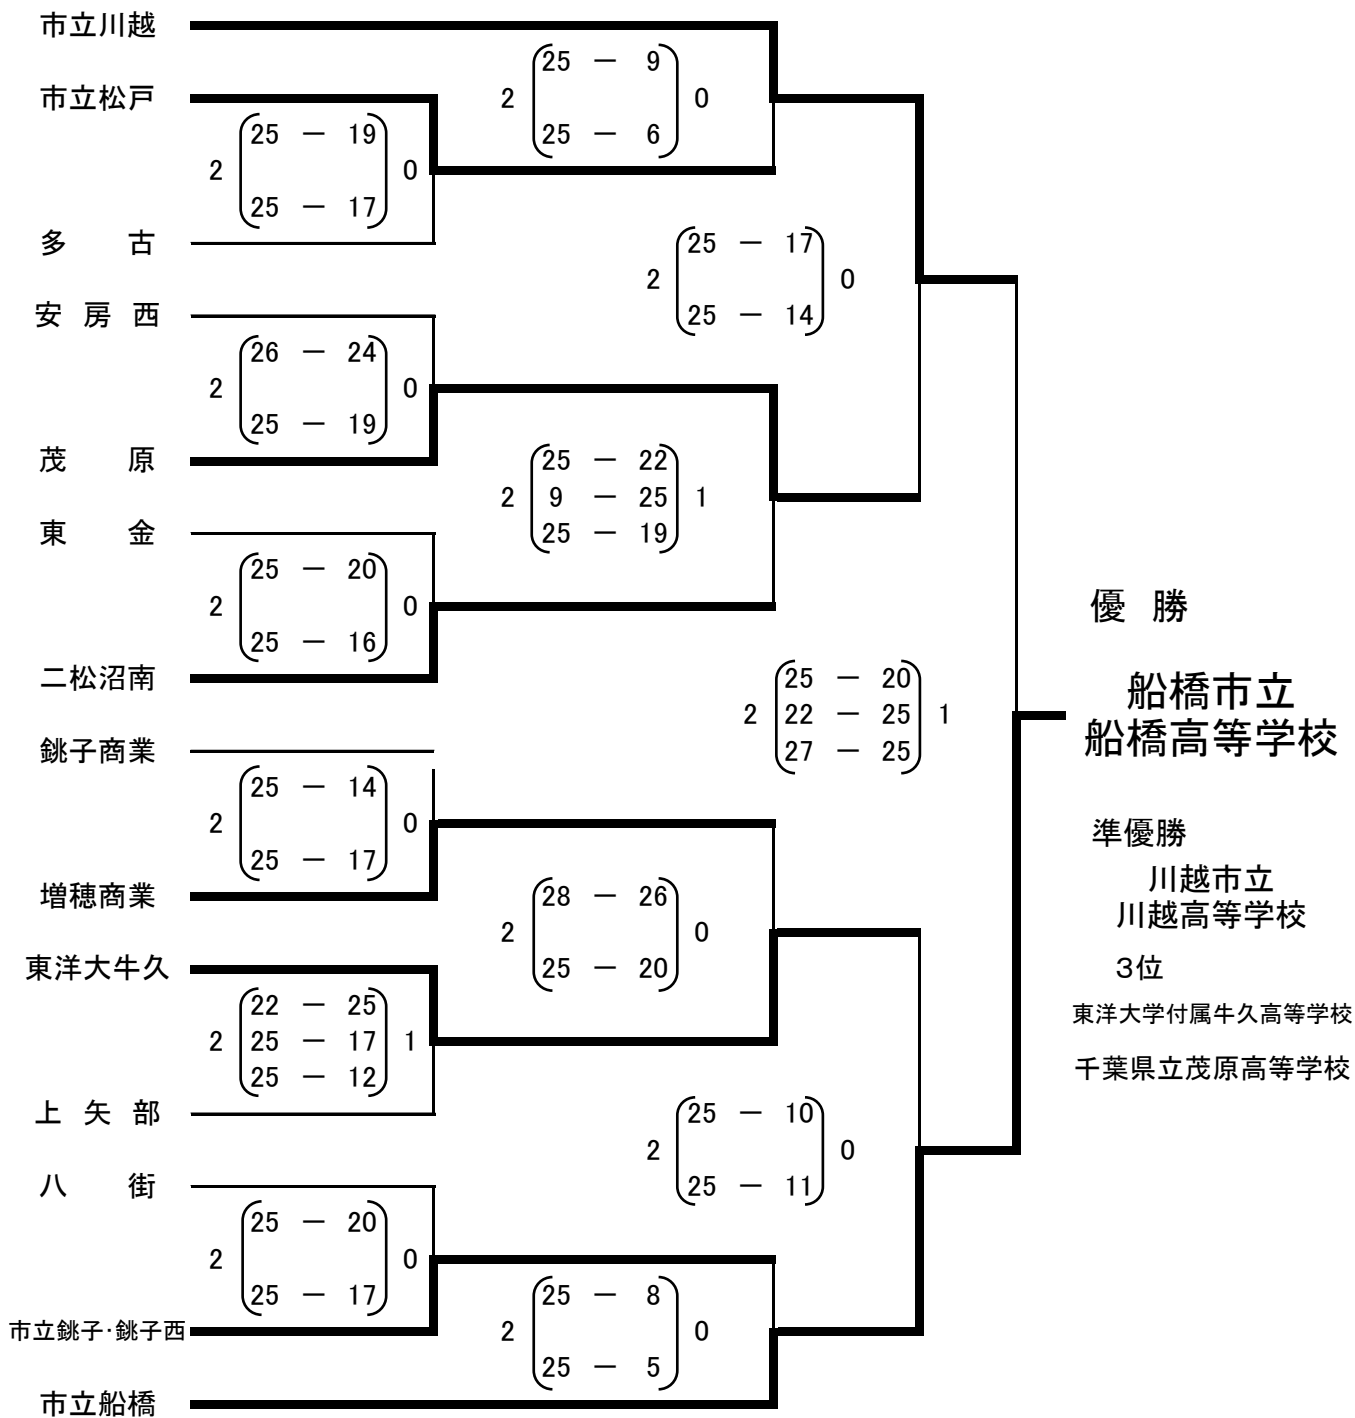 市立川越
25 － 9
市立松戸
2 0
25 － 19
25 － 6
2 0
25 － 17
多 古
25 － 17
2 0
安 房 西
25 － 14
26 － 24
2 0
25 － 19
茂 原
25 － 22
2 9 － 25 1
東 金
25 － 19
25 － 20
2 0
優 勝
25 － 16
二松沼南
25 － 20
船橋市立
2 22 － 25 1
船橋高等学校
銚子商業
27 － 25
25 － 14
2 0
準優勝
25 － 17
川越市立
増穂商業
28 － 26
川越高等学校
2 0
東洋大牛久
25 － 20
3位
22 － 25
東洋大学付属牛久高等学校
2 25 － 17 1
25 － 12
千葉県立茂原高等学校
上 矢 部
25 － 10
2 0
八 街
25 － 11
25 － 20
2 0
25 － 17
25 － 8
市立銚子・銚子西
2 0
25 － 5
市立船橋